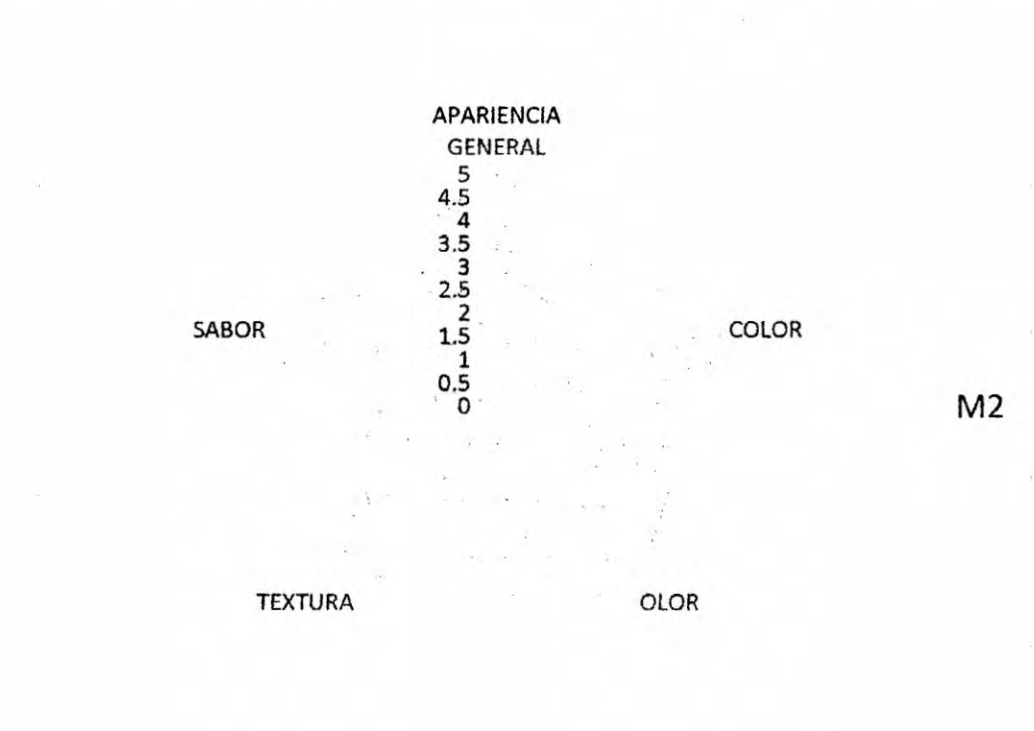 APARIENCIA
GENERAL
5
4.5
4
3.5
3
2.5
2
1.5
1
0.5
0
SABOR
COLOR
M2
TEXTURA
OLOR